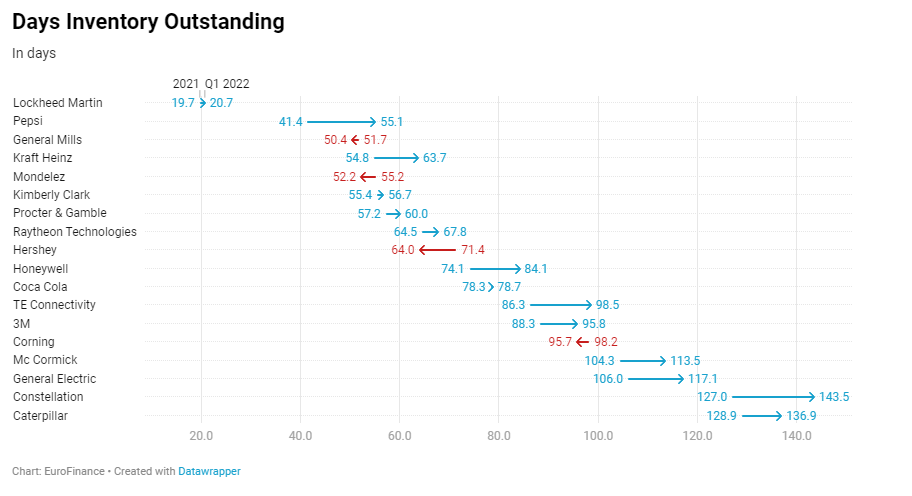 Days Inventory Outstanding
In days
2021 Q1 2022
Lockheed Martin 19.7 20.7
Pepsi 41.4 55.1
General Mills 50.4 51.7
Kraft Heinz 54.8 63.7
Mondelez 52.2 55.2
Kimberly Clark 55.4 56.7
Procter & Gamble 57.2 60.0
Raytheon Technologies 64.5 67.8
Hershey 64.0 71.4
Honeywell 74.1 84.1
Coca Cola 78.3 78.7
TE Connectivity 86.3 98.5
3M 88.3 95.8
Corning 95.7 98.2
Mc Cormick 104.3 113.5
General Electric 106.0 117.1
Constellation 127.0 143.5
Caterpillar 128.9 136.9
20.0 40.0 60.0 80.0 100.0 120.0 140.0
Chart: EuroFinance • Created with Datawrapper